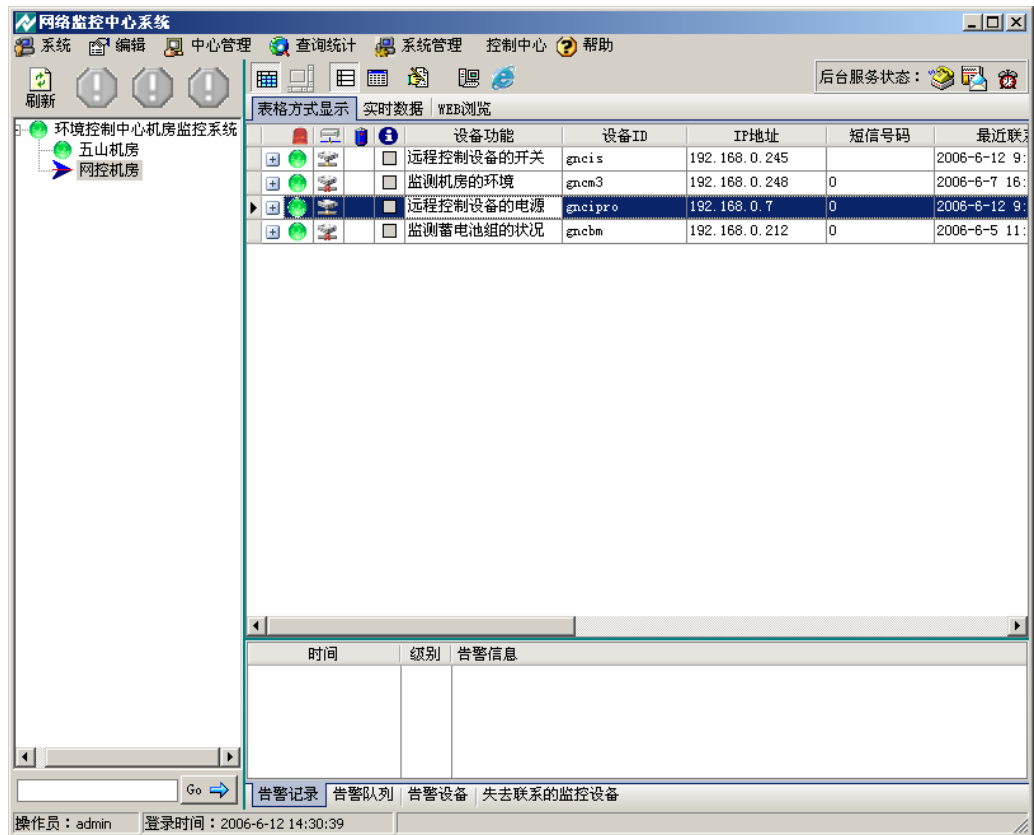 网络监控中心系统
系统 编辑 中心管理 查询统计 系统管理 控制中心 帮助
刷新 后台服务状态：
表格方式显示 实时数据 WEB浏览
环境控制中心机房监控系统
五山机房
网控机房
设备功能 设备ID IP地址 短信号码 最近联
远程控制设备的开关 gncis 192.168.0.245 2006-6-12 9:
监测机房的环境 gncm3 192.168.0.248 0 2006-6-7 16:
远程控制设备的电源 gncipro 192.168.0.7 0 2006-6-12 9:
监测蓄电池组的状况 gncbm 192.168.0.212 0 2006-6-5 11:
时间 级别 告警信息
Go
告警记录 告警队列 告警设备 失去联系的监控设备
操作员：admin 登录时间：2006-6-12 14:30:39